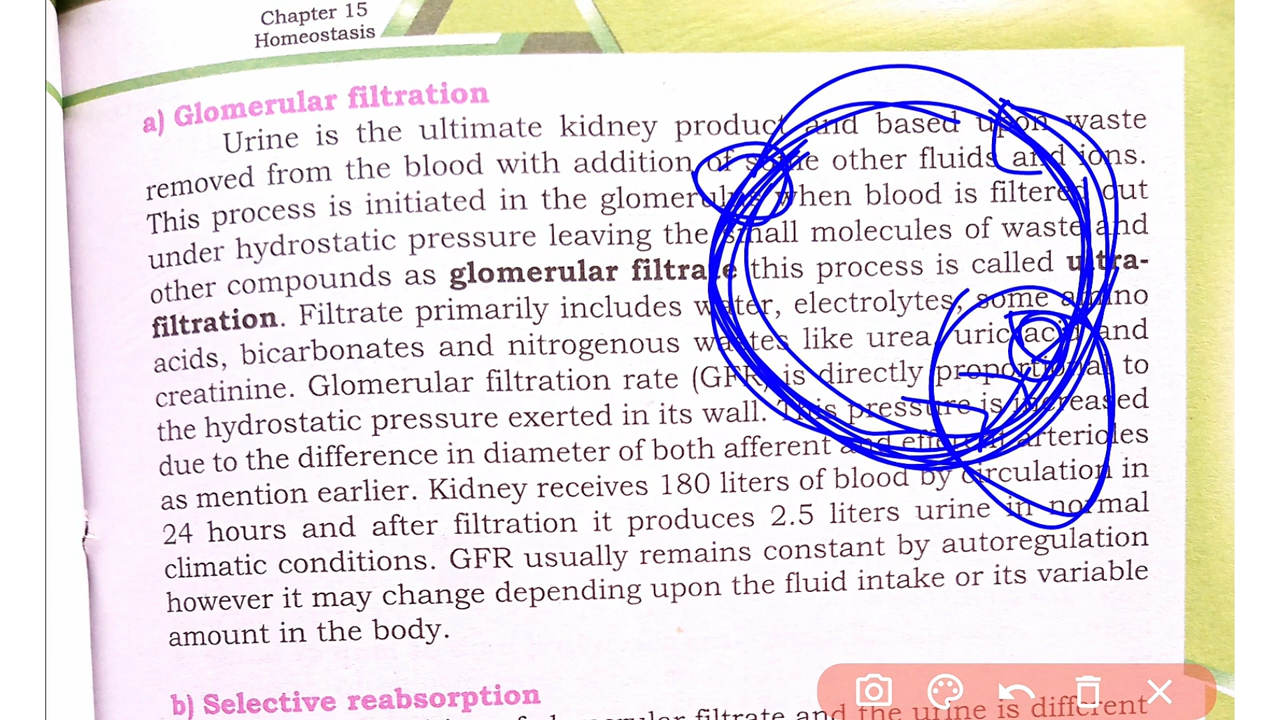 Chapter 15
Homeostasis
a) Glomerular filtration
Urine is the ultimate kidney product and based upon waste
removed from the blood with addition of some other fluids and ions.
This process is initiated in the glomerulus when blood is filtered out
under hydrostatic pressure leaving the small molecules of waste and
other compounds as glomerular filtrate this process is called ultra-
filtration. Filtrate primarily includes water, electrolytes, some amino
acids, bicarbonates and nitrogenous wastes like urea, uric acid and
creatinine. Glomerular filtration rate (GFR) is directly proportional to
the hydrostatic pressure exerted in its wall. This pressure is increased
due to the difference in diameter of both afferent and efferent arterioles
as mention earlier. Kidney receives 180 liters of blood by circulation in
24 hours and after filtration it produces 2.5 liters urine in normal
climatic conditions. GFR usually remains constant by autoregulation
however it may change depending upon the fluid intake or its variable
amount in the body.
b) Selective reabsorption
glomerular filtrate and the urine is different